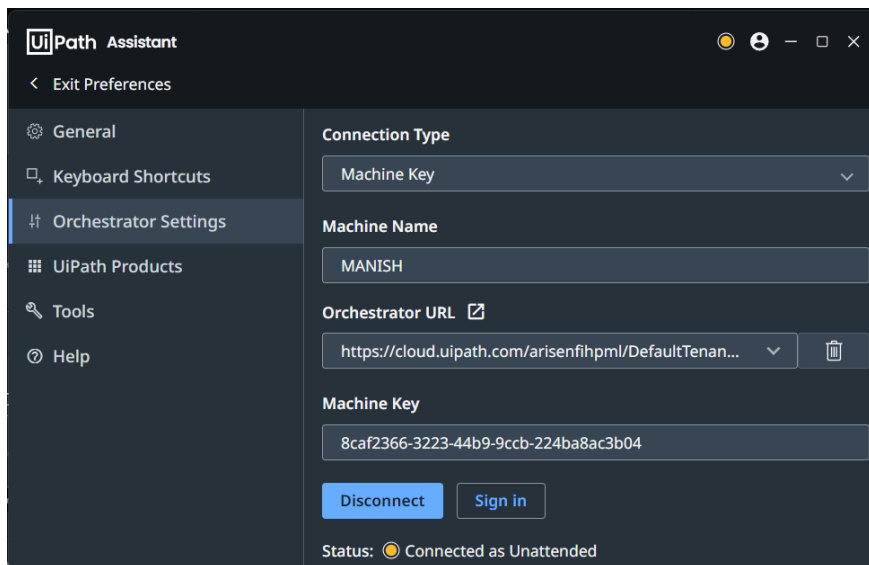 UiPath Assistant
Exit Preferences
General
Keyboard Shortcuts
Orchestrator Settings
UiPath Products
Tools
Help
Connection Type
Machine Key
Machine Name
MANISH
Orchestrator URL
https://cloud.uipath.com/arisenfihpml/DefaultTenan...
Machine Key
8caf2366-3223-44b9-9ccb-224ba8ac3b04
Disconnect Sign in
Status: Connected as Unattended